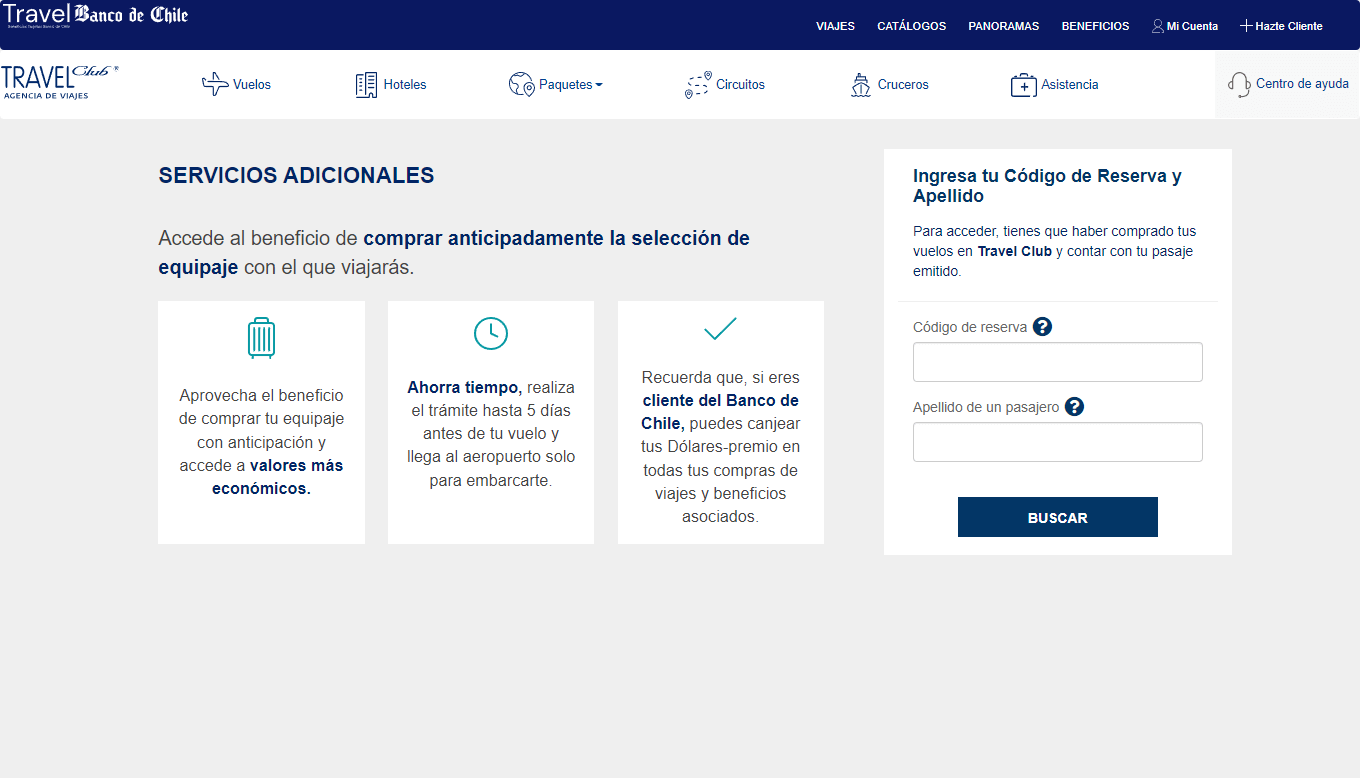 Travel Banco de Chile
VIAJES CATÁLOGOS PANORAMAS BENEFICIOS Mi Cuenta Hazte Cliente
TRAVEL Club ®
AGENCIA DE VIAJES
Vuelos Hoteles Paquetes Circuitos Cruceros Asistencia Centro de ayuda
SERVICIOS ADICIONALES
Accede al beneficio de comprar anticipadamente la selección de
equipaje con el que viajarás.
Aprovecha el beneficio
de comprar tu equipaje
con anticipación y
accede a valores más
económicos.
Ahorra tiempo, realiza
el trámite hasta 5 días
antes de tu vuelo y
llega al aeropuerto solo
para embarcarte.
Recuerda que, si eres
cliente del Banco de
Chile, puedes canjear
tus Dólares-premio en
todas tus compras de
viajes y beneficios
asociados.
Ingresa tu Código de Reserva y
Apellido
Para acceder, tienes que haber comprado tus
vuelos en Travel Club y contar con tu pasaje
emitido.
Código de reserva ?
Apellido de un pasajero ?
BUSCAR